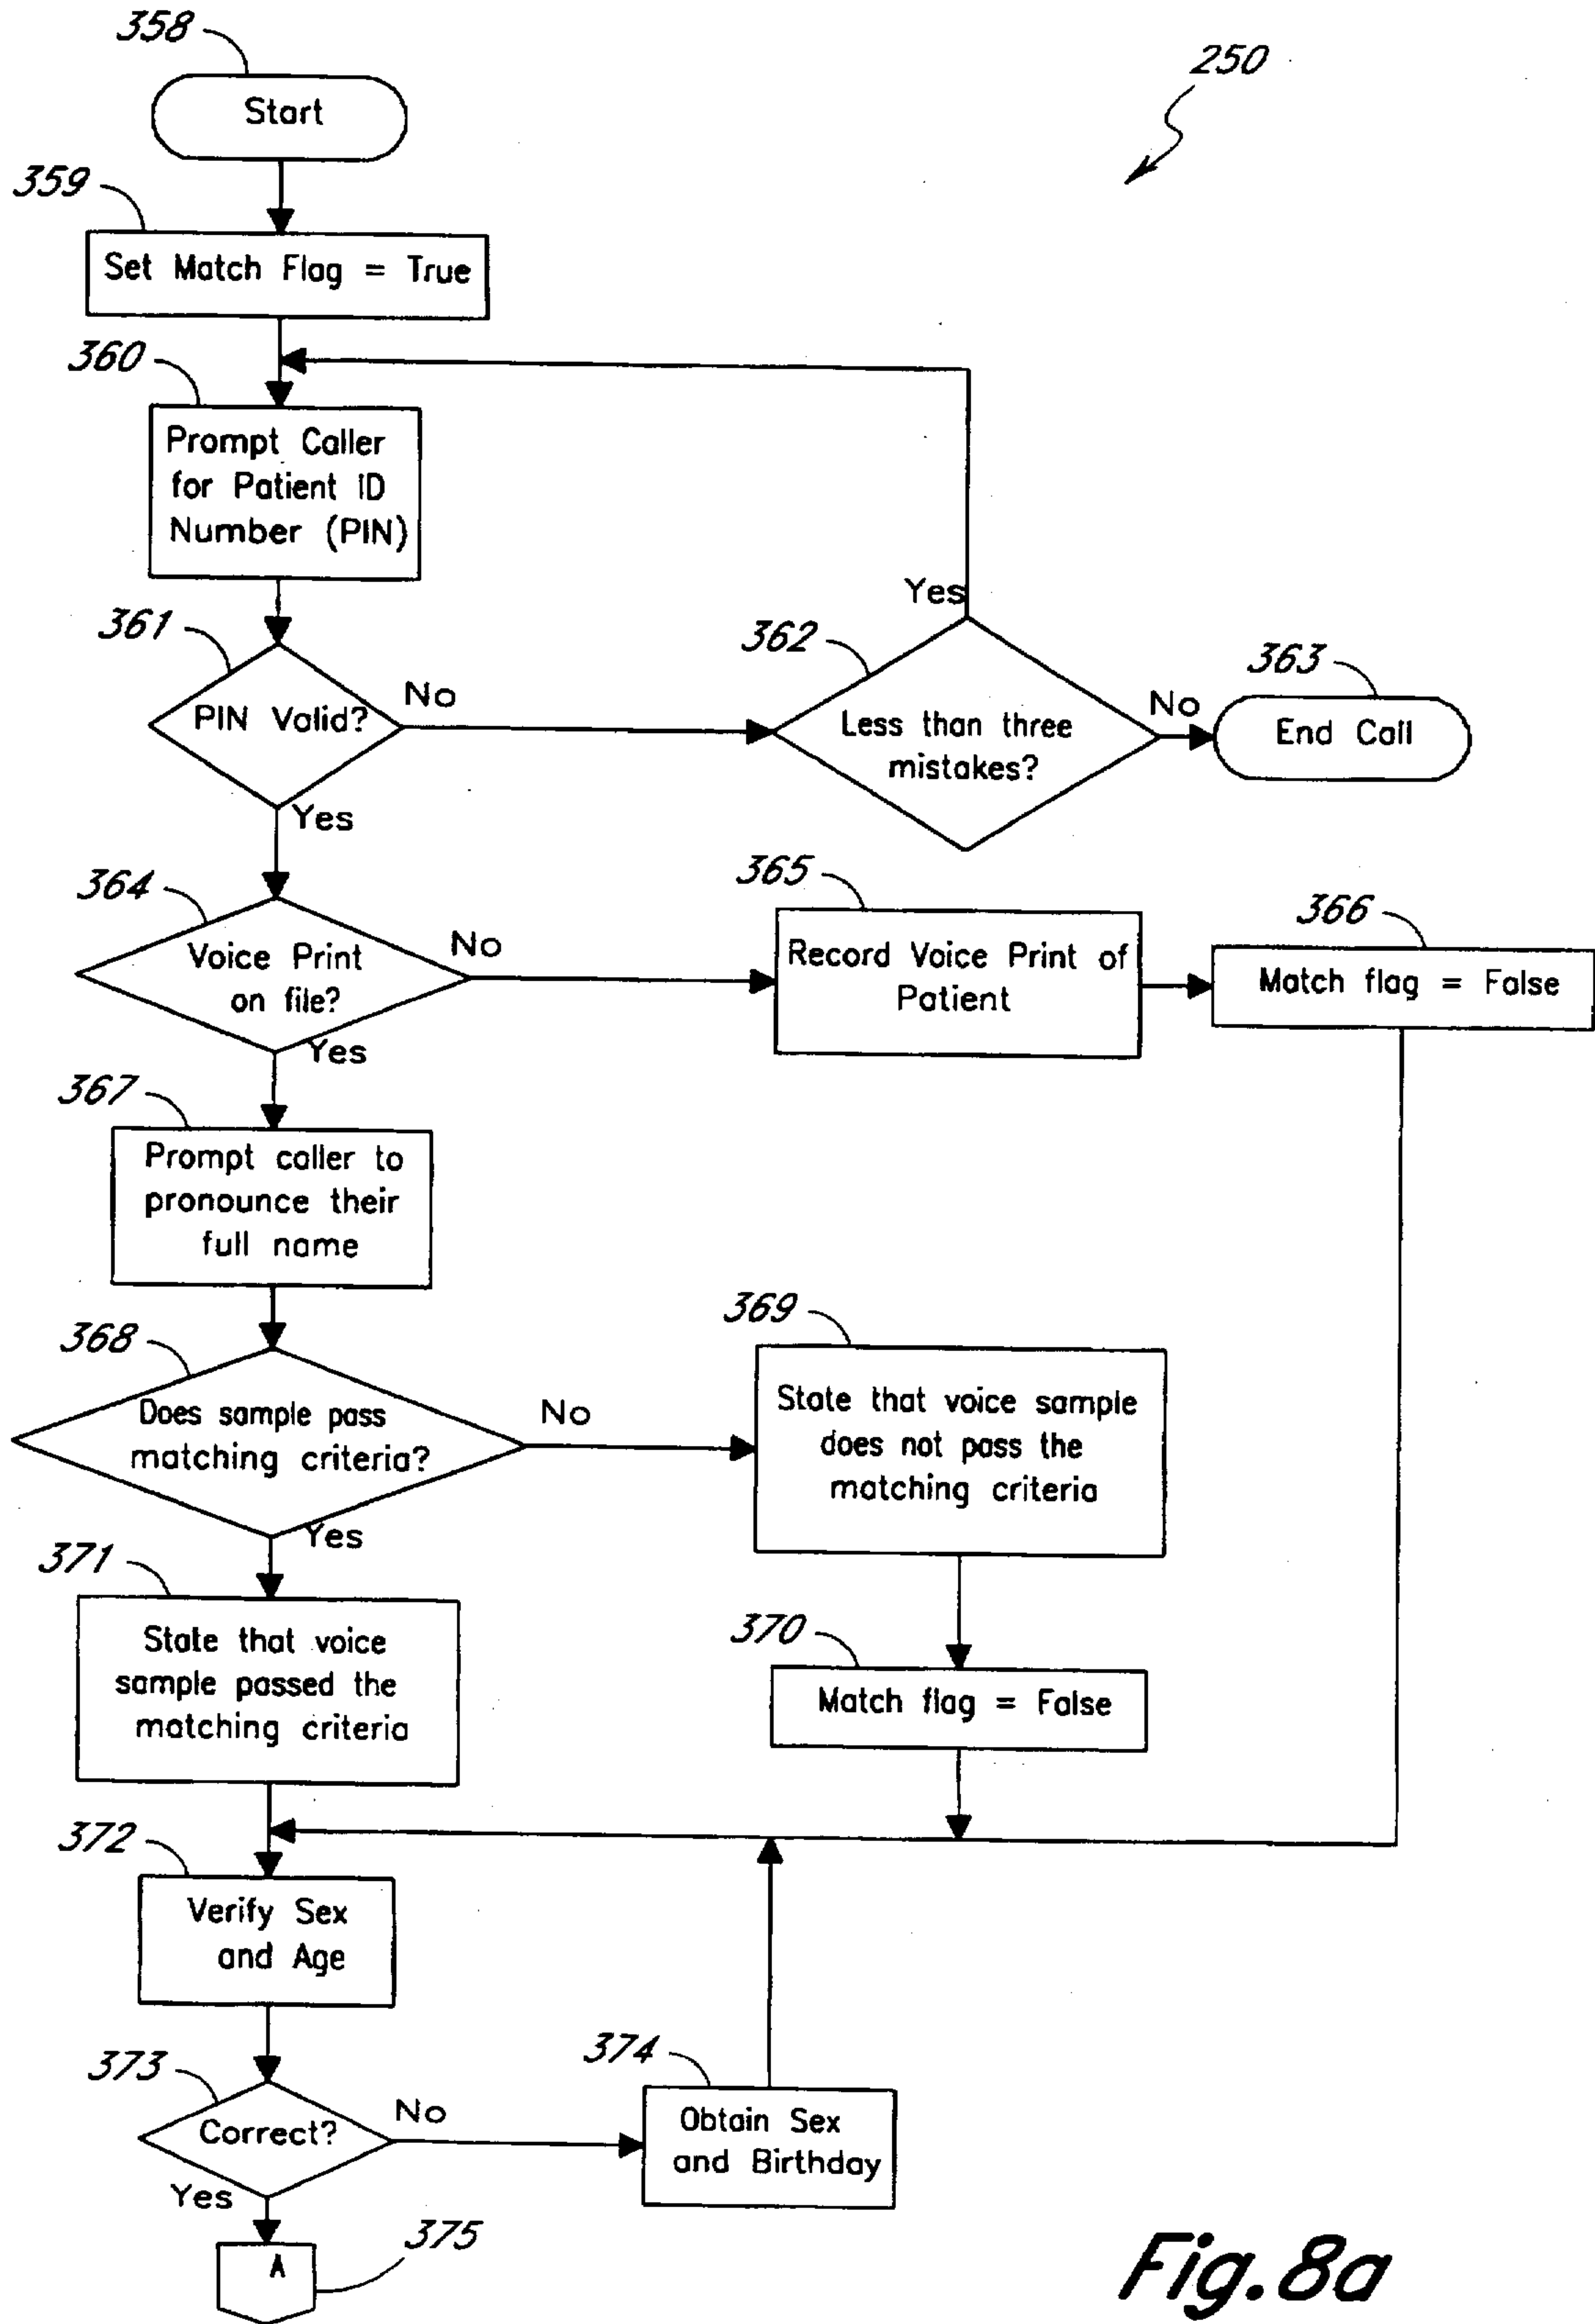 358
Start
250
359
Set Match Flag = True
360
Prompt Caller
for Patient ID
Number (PIN)
Yes
361
PIN Valid?
No
362
Less than three
mistakes?
No
363
End Call
Yes
364
Voice Print
on file?
No
365
Record Voice Print of
Patient
366
Match flag = False
Yes
367
Prompt caller to
pronounce their
full name
368
Does sample pass
matching criteria?
No
369
State that voice sample
does not pass the
matching criteria
Yes
371
State that voice
sample passed the
matching criteria
370
Match flag = False
372
Verify Sex
and Age
373
Correct?
No
374
Obtain Sex
and Birthday
Yes
A
375
Fig.8a